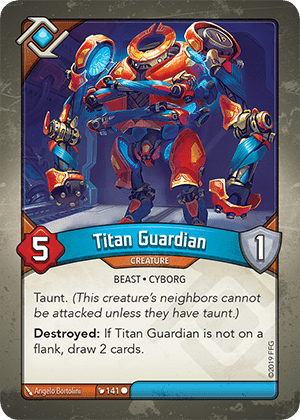 Titan Guardian
CREATURE
5
1
BEAST • CYBORG
Taunt. (This creature's neighbors cannot
be attacked unless they have taunt.)
Destroyed: If Titan Guardian is not on a
flank, draw 2 cards.
Angelo Bortolini
141
©2019 FFG